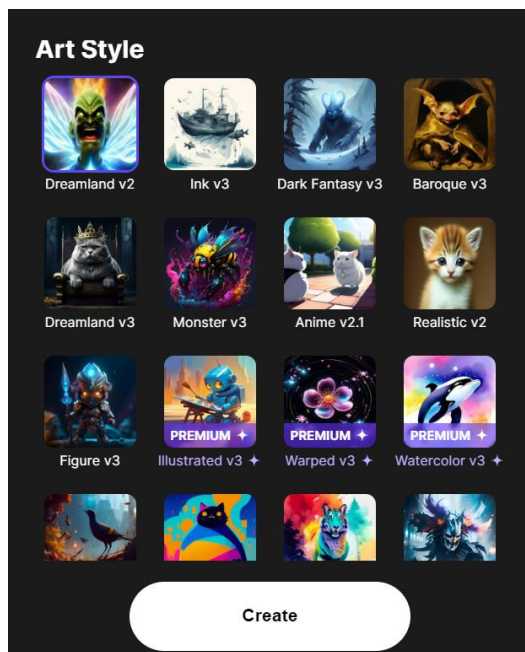 Art Style
Dreamland v2
Ink v3
Dark Fantasy v3
Baroque v3
Dreamland v3
Monster v3
Anime v2.1
Realistic v2
PREMIUM
PREMIUM
PREMIUM
Figure v3
Illustrated v3
Warped v3
Watercolor v3
Create